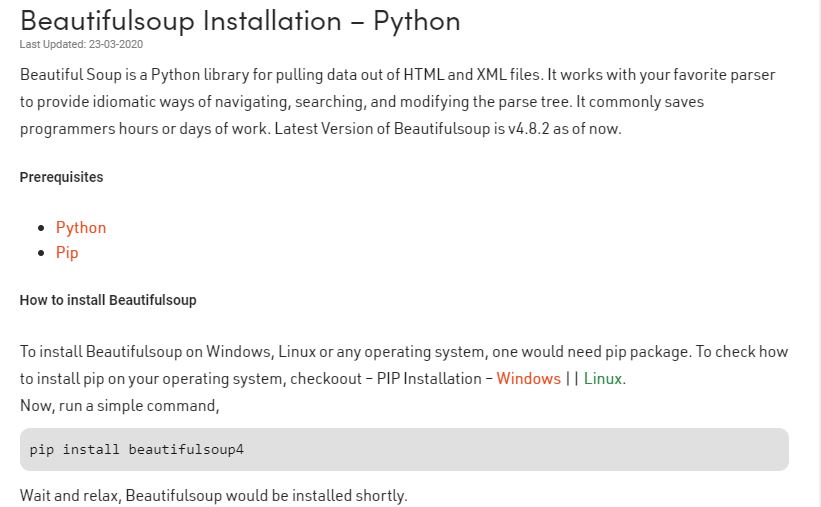 Beautifulsoup Installation – Python
Last Updated: 23-03-2020
Beautiful Soup is a Python library for pulling data out of HTML and XML files. It works with your favorite parser
to provide idiomatic ways of navigating, searching, and modifying the parse tree. It commonly saves
programmers hours or days of work. Latest Version of Beautifulsoup is v4.8.2 as of now.
Prerequisites
• Python
• Pip
How to install Beautifulsoup
To install Beautifulsoup on Windows, Linux or any operating system, one would need pip package. To check how
to install pip on your operating system, checkoout – PIP Installation – Windows || Linux.
Now, run a simple command,
pip install beautifulsoup4
Wait and relax, Beautifulsoup would be installed shortly.